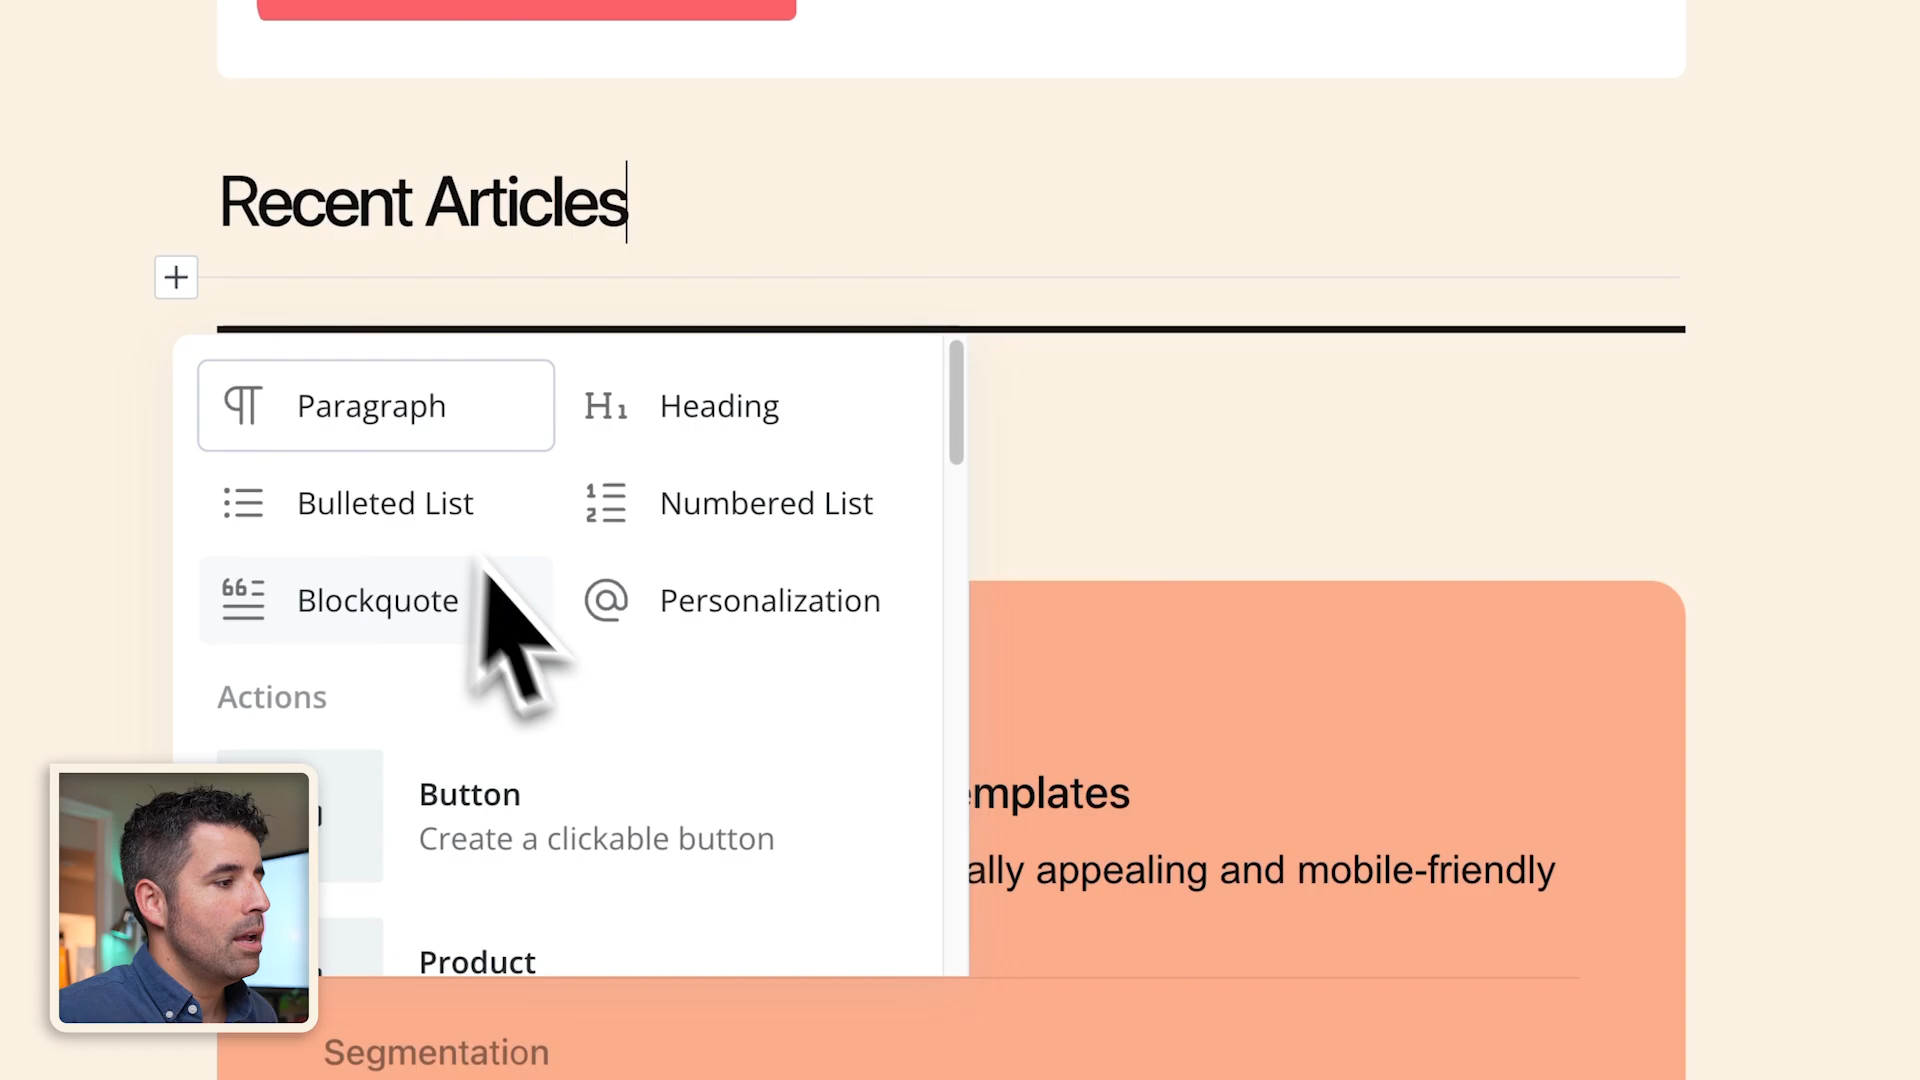 Recent Articles
Paragraph
H1 Heading
Bulleted List
Numbered List
Blockquote
Personalization
Actions
Button
Create a clickable button
Product
mplates
ally appealing and mobile-friendly
Segmentation